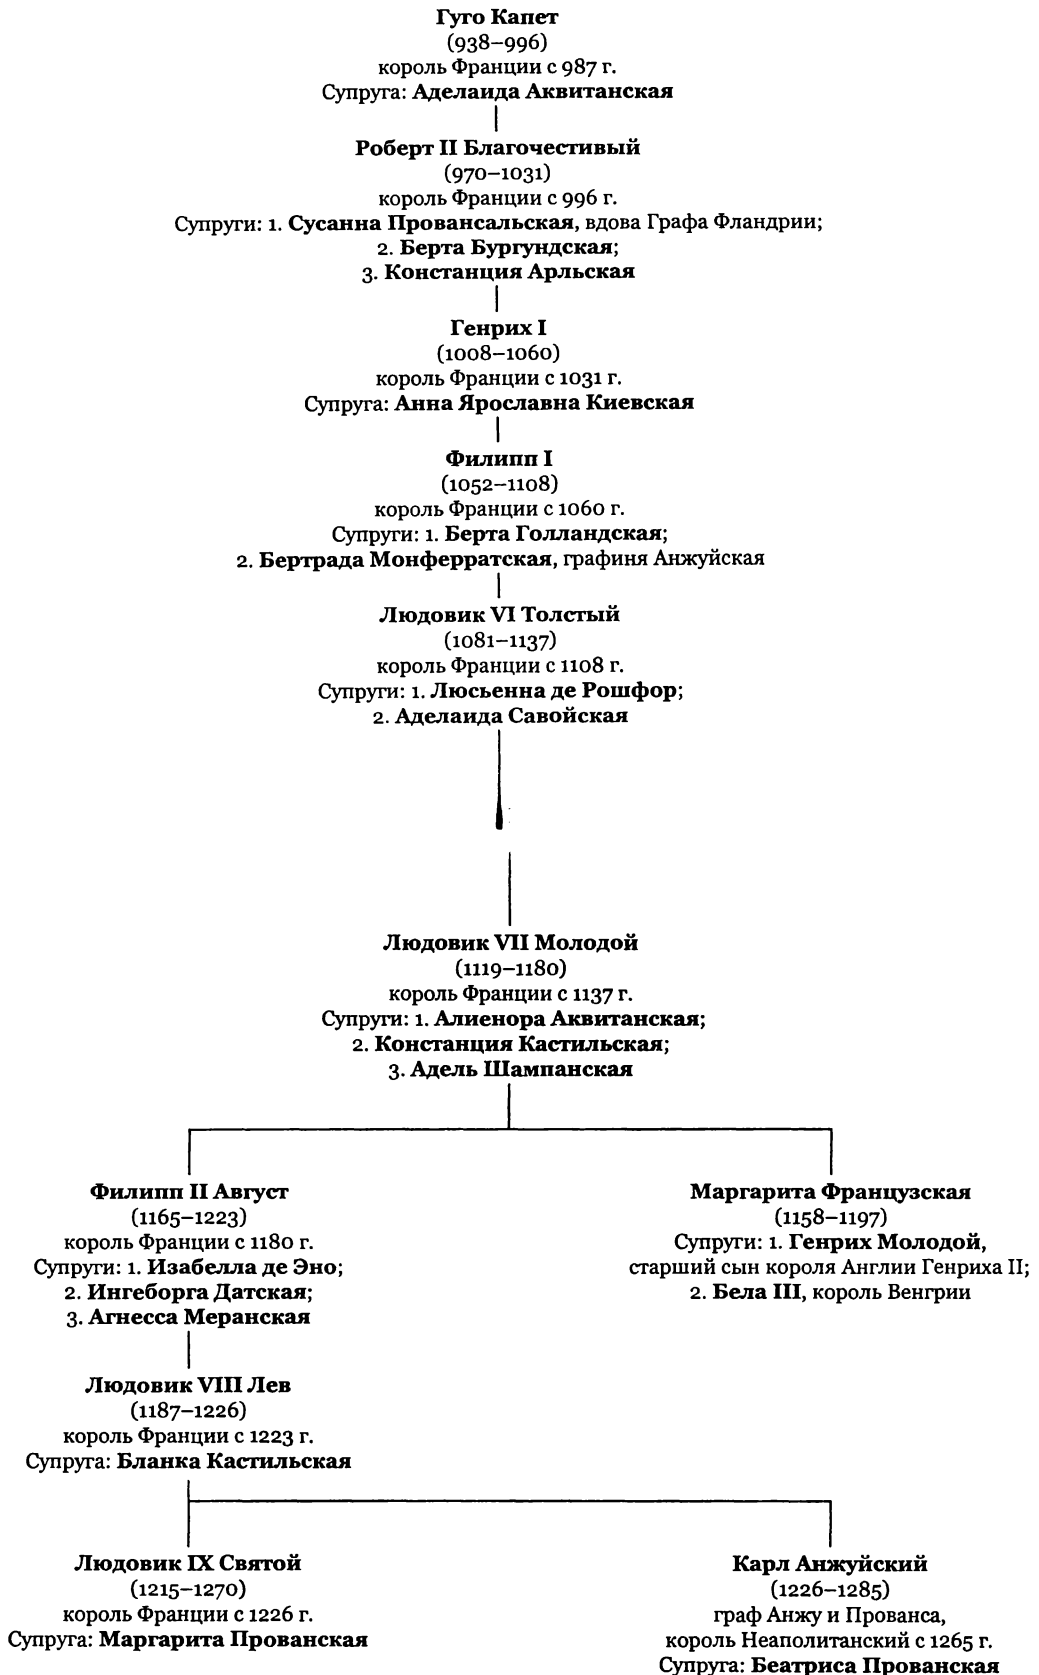 Гуго Капет
(938–996)
король Франции с 987 г.
Супруга: Аделаида Аквитанская
Роберт II Благочестивый
(970–1031)
король Франции с 996 г.
Супруги: 1. Сусанна Провансальская, вдова Графа Фландрии;
2. Берта Бургундская;
3. Констанция Арльская
Генрих I
(1008–1060)
король Франции с 1031 г.
Супруга: Анна Ярославна Киевская
Филипп I
(1052–1108)
король Франции с 1060 г.
Супруги: 1. Берта Голландская;
2. Бертрада Монферратская, графиня Анжуйская
Людовик VI Толстый
(1081–1137)
король Франции с 1108 г.
Супруги: 1. Люсьенна де Рошфор;
2. Аделаида Савойская
Людовик VII Молодой
(1119–1180)
король Франции с 1137 г.
Супруги: 1. Алиенора Аквитанская;
2. Констанция Кастильская;
3. Адель Шампанская
Филипп II Август
(1165–1223)
король Франции с 1180 г.
Супруги: 1. Изабелла де Эно;
2. Ингеборга Датская;
3. Агнесса Меранская
Маргарита Французская
(1158–1197)
Супруги: 1. Генрих Молодой,
старший сын короля Англии Генриха II;
2. Бела III, король Венгрии
Людовик VIII Лев
(1187–1226)
король Франции с 1223 г.
Супруга: Бланка Кастильская
Людовик IX Святой
(1215–1270)
король Франции с 1226 г.
Супруга: Маргарита Прованская
Карл Анжуйский
(1226–1285)
граф Анжу и Прованса,
король Неаполитанский с 1265 г.
Супруга: Беатриса Прованская